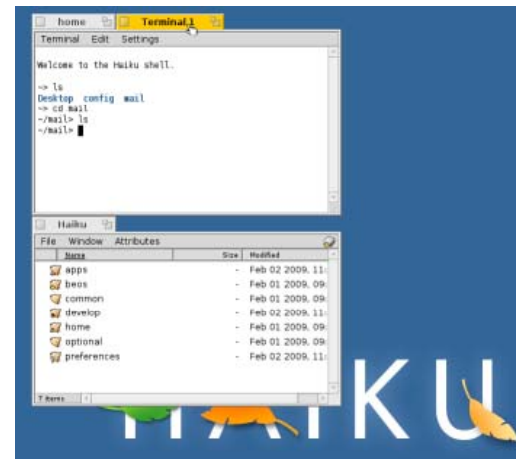 home Terminal 1
Terminal Edit Settings
Welcome to the Haiku shell.
~> ls
Desktop config mail
~> cd mail
~/mail> ls
~/mail>
Haiku
File Window Attributes
Name Size Modified
apps - Feb 02 2009, 11:
beos - Feb 01 2009, 09:
common - Feb 01 2009, 09:
develop - Feb 02 2009, 11:
home - Feb 01 2009, 09:
optional - Feb 01 2009, 09:
preferences - Feb 02 2009, 11:
7 items
HAIKU